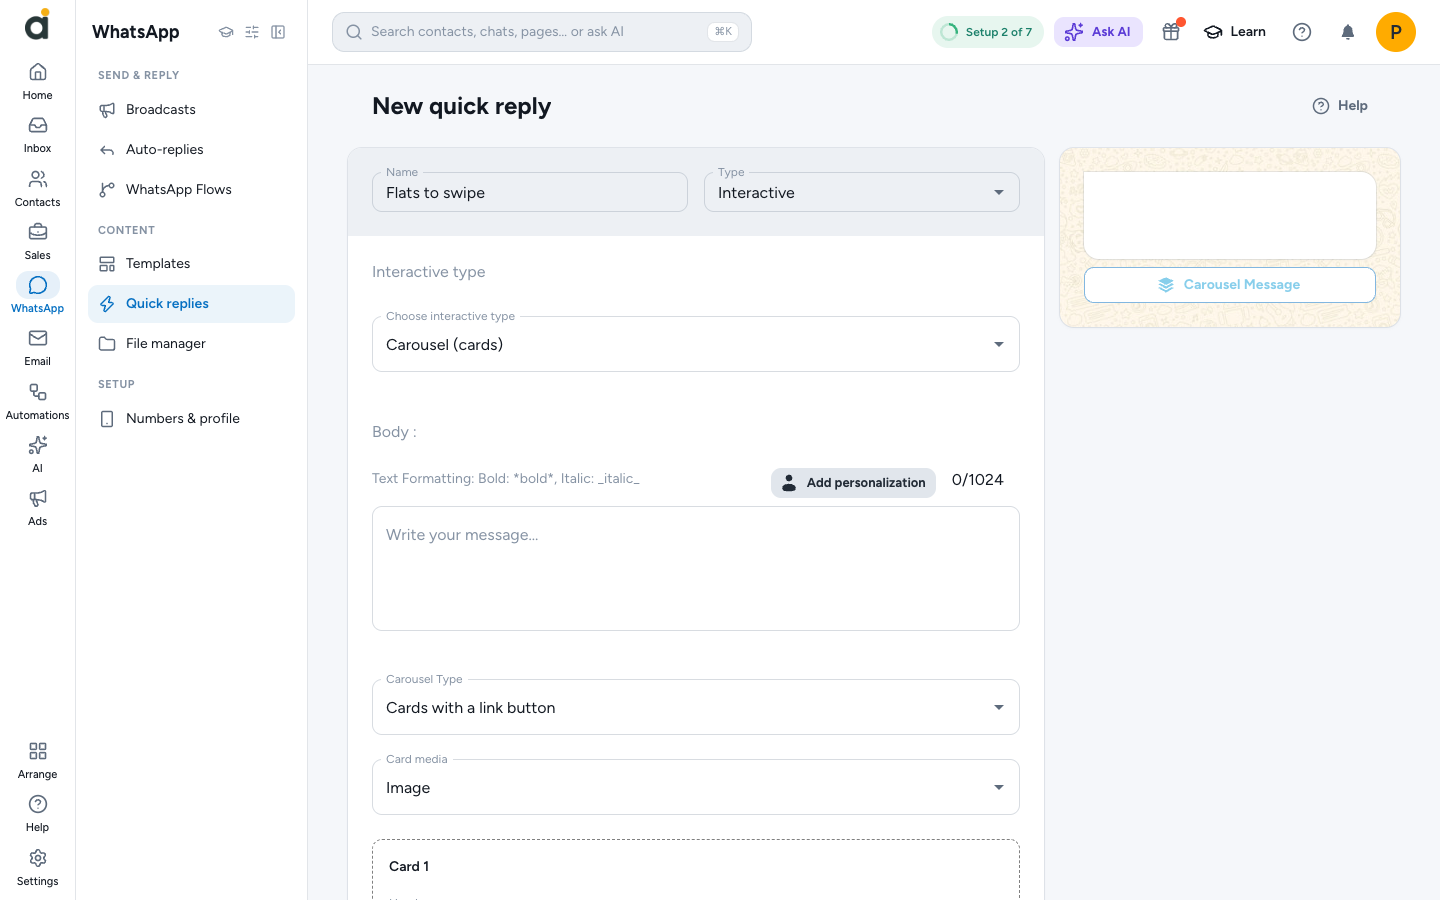 WhatsApp
Search contacts, chats, pages... or ask AI
⌘K
Setup 2 of 7
Ask AI
Learn
P
Home
Inbox
Contacts
Sales
WhatsApp
Email
Automations
AI
Ads
Arrange
Help
Settings
SEND & REPLY
Broadcasts
Auto-replies
WhatsApp Flows
CONTENT
Templates
Quick replies
File manager
SETUP
Numbers & profile
New quick reply
Help
Name
Flats to swipe
Type
Interactive
Interactive type
Choose interactive type
Carousel (cards)
Body :
Text Formatting: Bold: *bold*, Italic: _italic_
Add personalization
0/1024
Write your message...
Carousel Type
Cards with a link button
Card media
Image
Card 1
Carousel Message